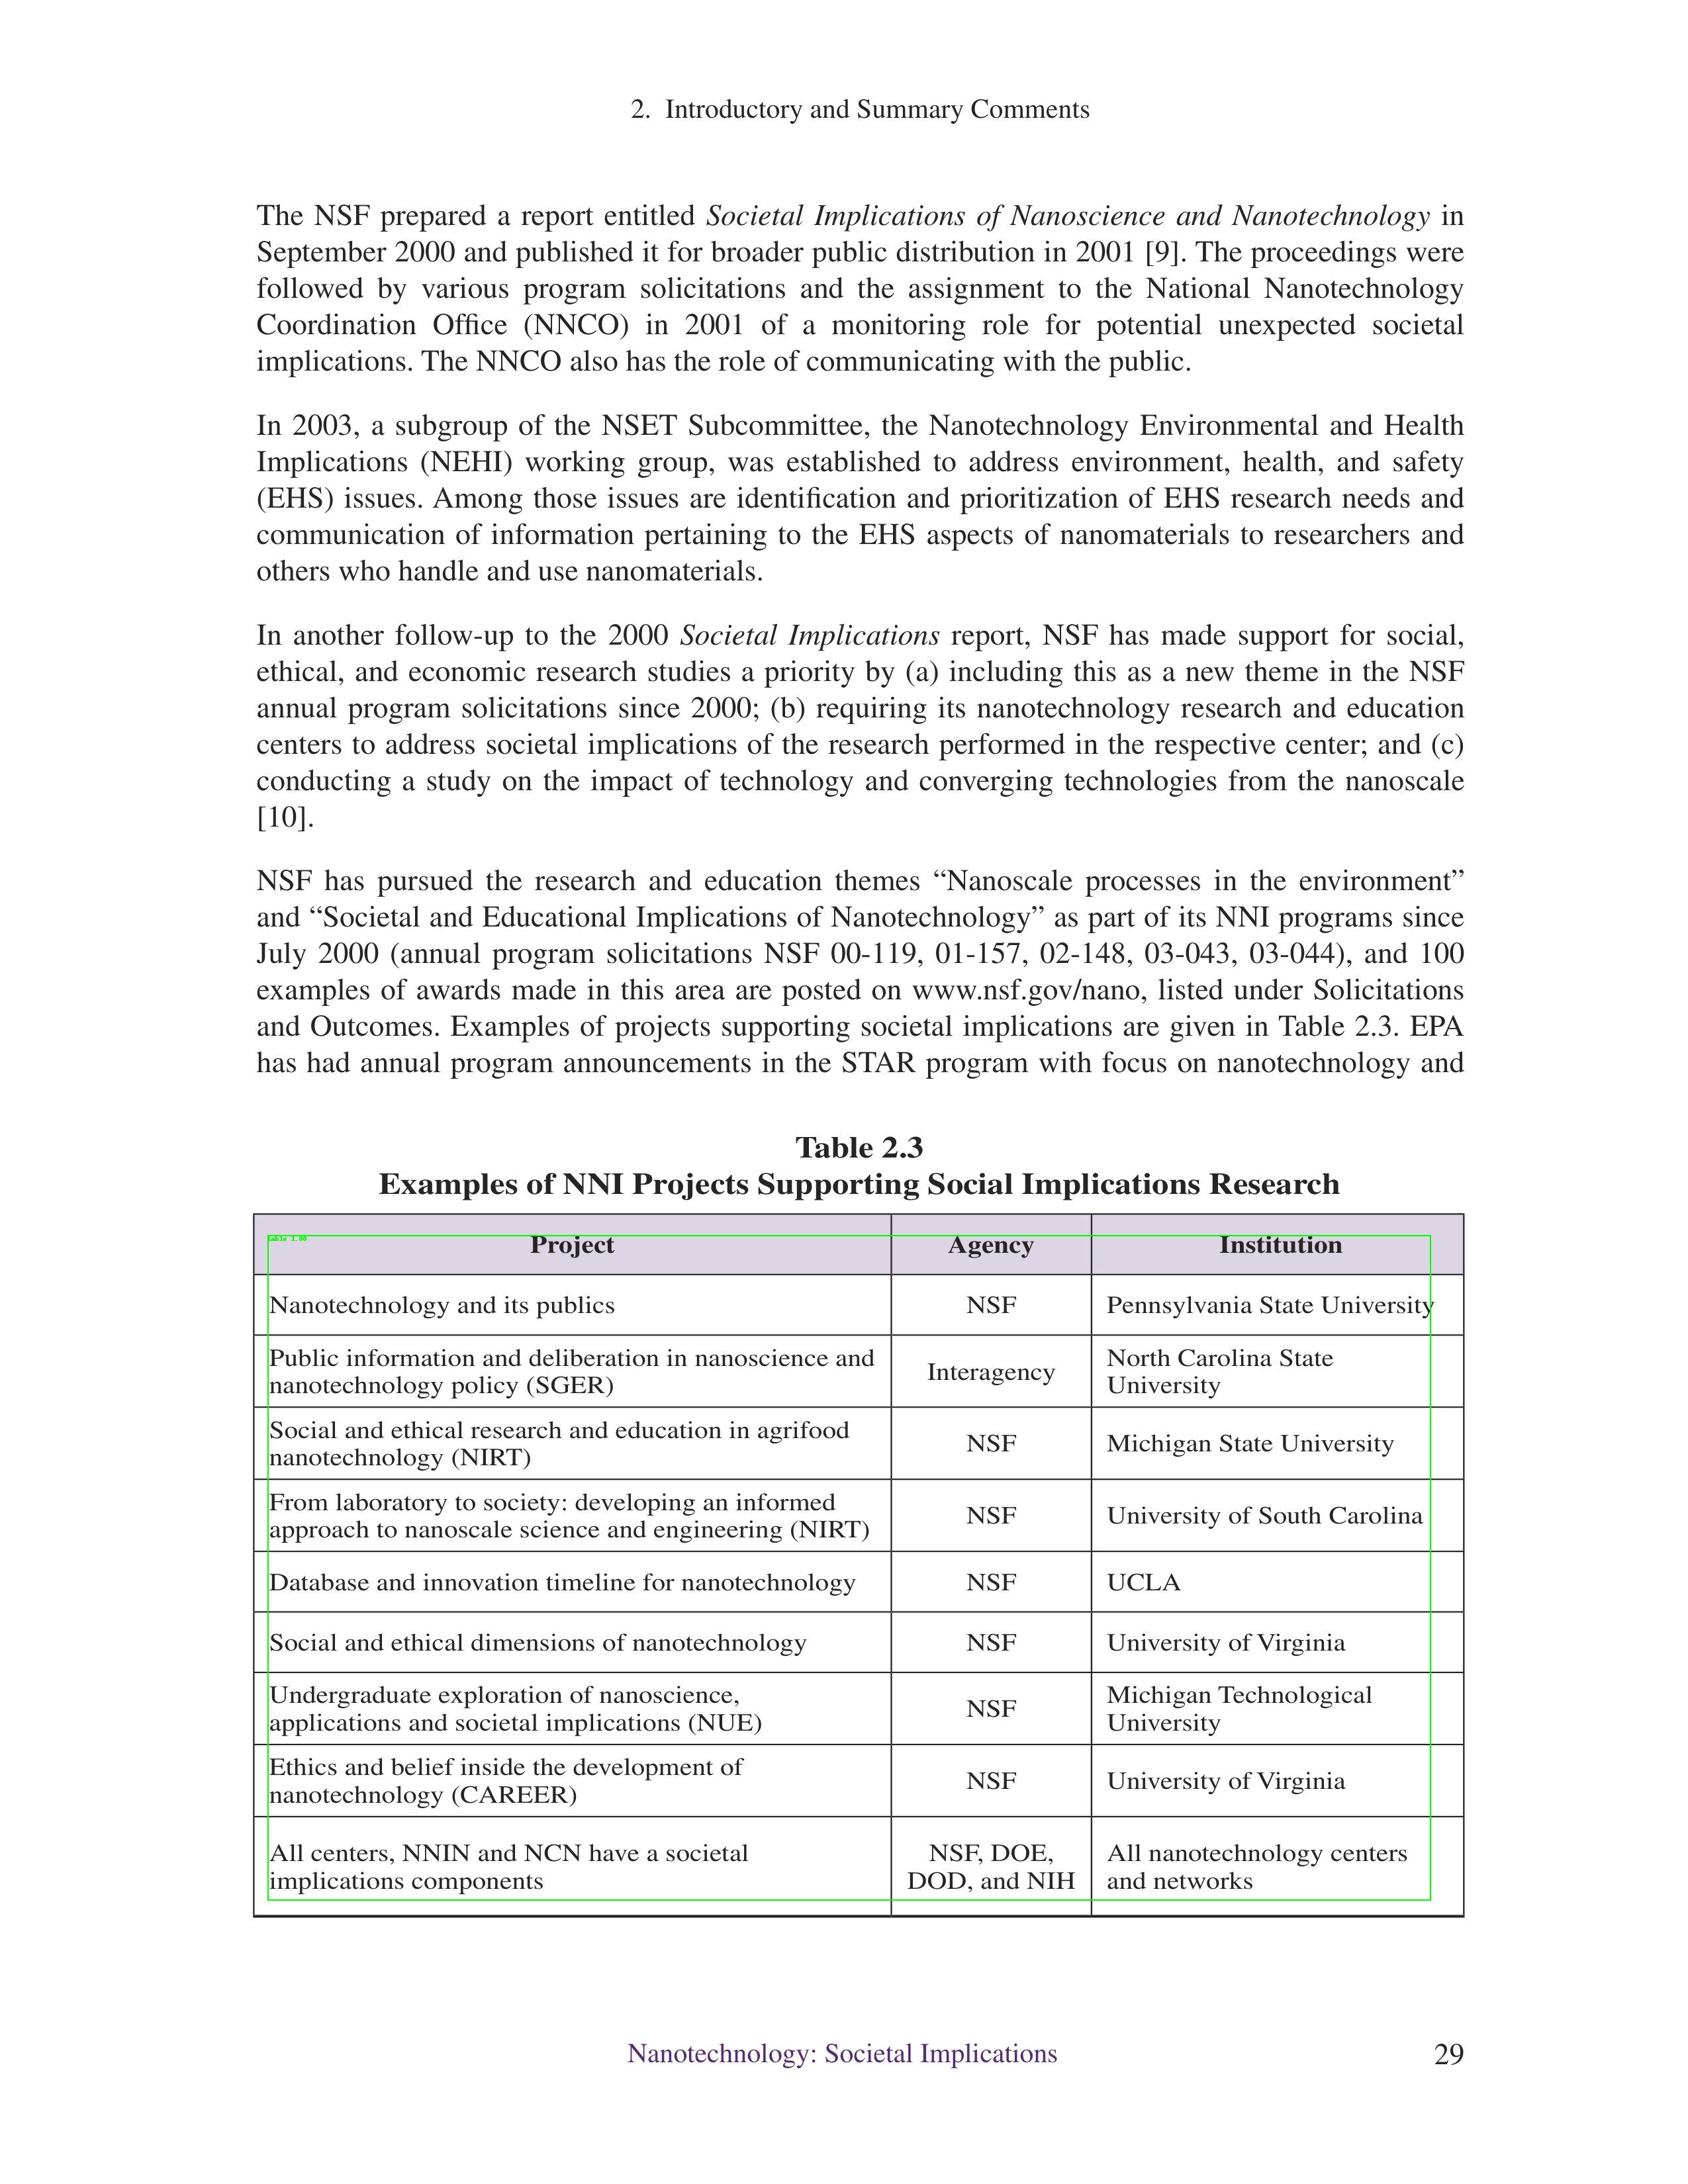 2. Introductory and Summary Comments
The NSF prepared a report entitled Societal Implications of Nanoscience and Nanotechnology in
September 2000 and published it for broader public distribution in 2001 [9]. The proceedings were
followed by various program solicitations and the assignment to the National Nanotechnology
Coordination Office (NNCO) in 2001 of a monitoring role for potential unexpected societal
implications. The NNCO also has the role of communicating with the public.
In 2003, a subgroup of the NSET Subcommittee, the Nanotechnology Environmental and Health
Implications (NEHI) working group, was established to address environment, health, and safety
(EHS) issues. Among those issues are identification and prioritization of EHS research needs and
communication of information pertaining to the EHS aspects of nanomaterials to researchers and
others who handle and use nanomaterials.
In another follow-up to the 2000 Societal Implications report, NSF has made support for social,
ethical, and economic research studies a priority by (a) including this as a new theme in the NSF
annual program solicitations since 2000; (b) requiring its nanotechnology research and education
centers to address societal implications of the research performed in the respective center; and (c)
conducting a study on the impact of technology and converging technologies from the nanoscale
[10].
NSF has pursued the research and education themes “Nanoscale processes in the environment”
and “Societal and Educational Implications of Nanotechnology” as part of its NNI programs since
July 2000 (annual program solicitations NSF 00-119, 01-157, 02-148, 03-043, 03-044), and 100
examples of awards made in this area are posted on www.nsf.gov/nano, listed under Solicitations
and Outcomes. Examples of projects supporting societal implications are given in Table 2.3. EPA
has had annual program announcements in the STAR program with focus on nanotechnology and
Table 2.3
Examples of NNI Projects Supporting Social Implications Research
table 1.00
Project Agency Institution
Nanotechnology and its publics NSF Pennsylvania State University
Public information and deliberation in nanoscience and
nanotechnology policy (SGER)
Interagency
North Carolina State
University
Social and ethical research and education in agrifood
nanotechnology (NIRT)
NSF
Michigan State University
From laboratory to society: developing an informed
approach to nanoscale science and engineering (NIRT)
NSF
University of South Carolina
Database and innovation timeline for nanotechnology NSF UCLA
Social and ethical dimensions of nanotechnology NSF University of Virginia
Undergraduate exploration of nanoscience,
applications and societal implications (NUE)
NSF
Michigan Technological
University
Ethics and belief inside the development of
nanotechnology (CAREER)
NSF
University of Virginia
All centers, NNIN and NCN have a societal
implications components
NSF, DOE,
DOD, and NIH
All nanotechnology centers
and networks
Nanotechnology: Societal Implications 29